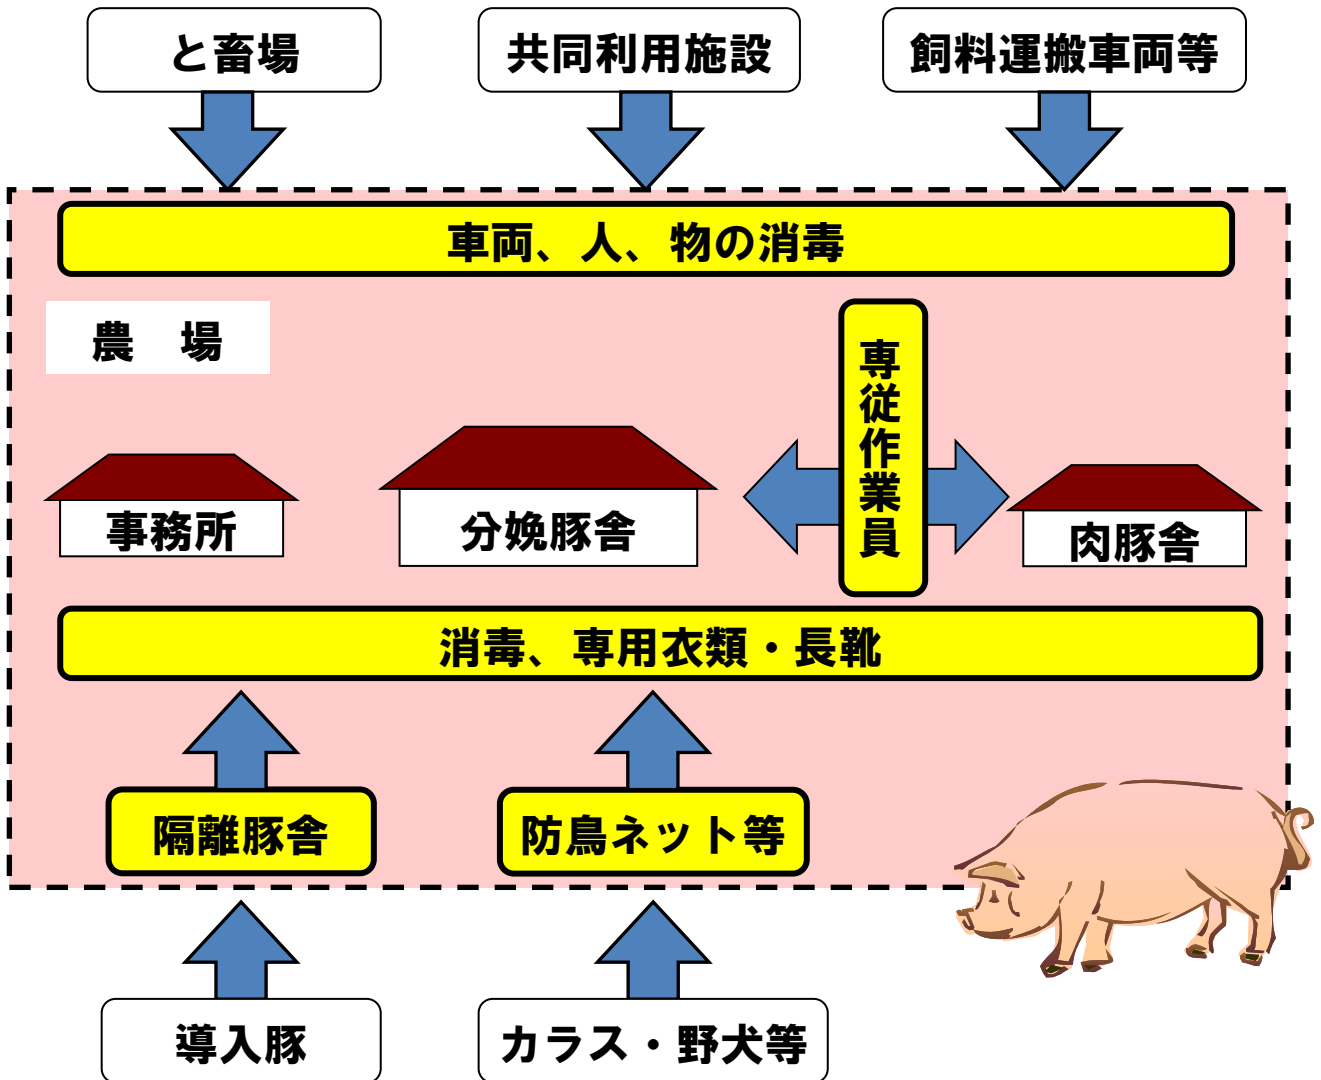 と畜場
共同利用施設
飼料運搬車両等
車両、人、物の消毒
農　場
専従作業員
事務所
分娩豚舎
肉豚舎
消毒、専用衣類・長靴
隔離豚舎
防鳥ネット等
導入豚
カラス・野犬等